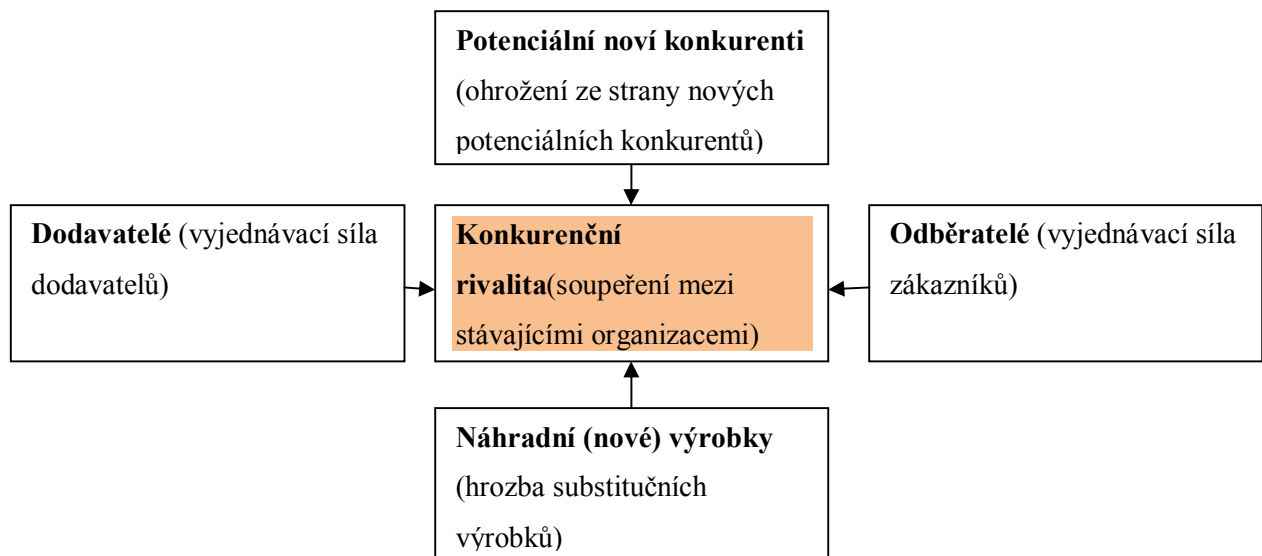 Potenciální noví konkurenti
(ohrožení ze strany nových
potenciálních konkurentů)
Dodavatelé (vyjednávací síla
dodavatelů)
Konkurenční
rivalita(soupeření mezi
stávajícími organizacemi)
Odběratelé (vyjednávací síla
zákazníků)
Náhradní (nové) výrobky
(hrozba substitučních
výrobků)